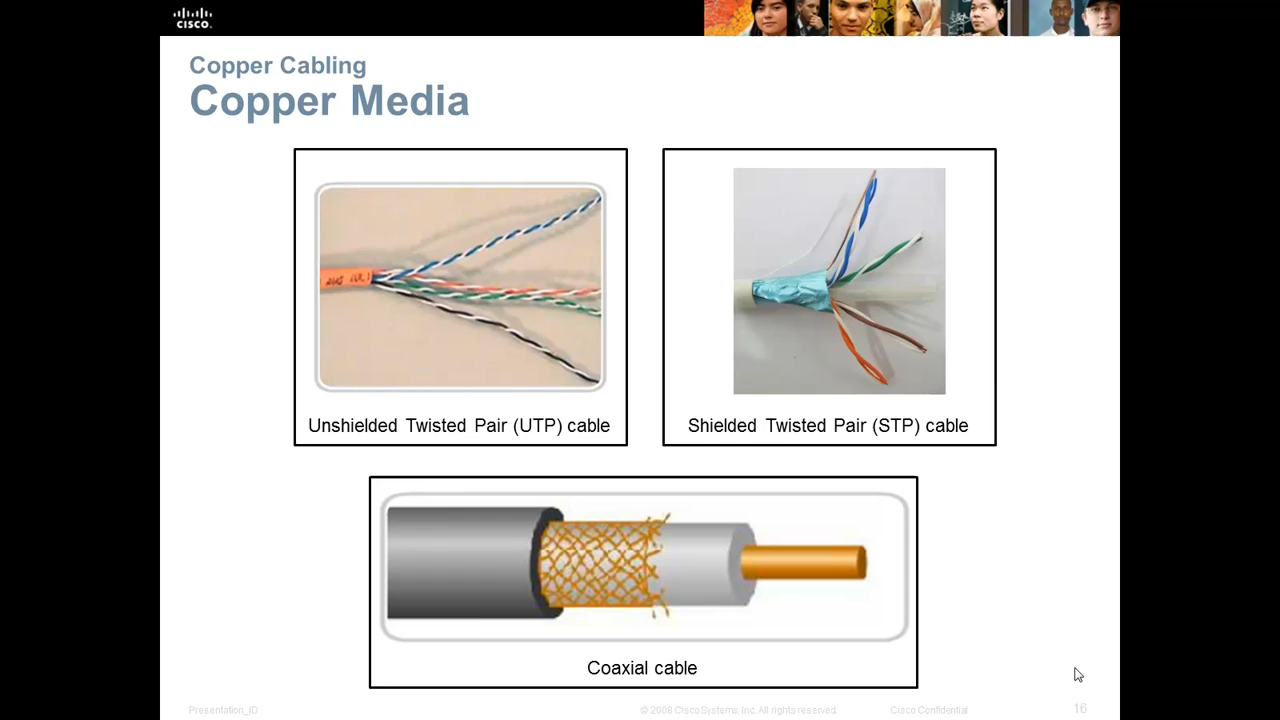 CISCO.
Copper Cabling
Copper Media
Unshielded Twisted Pair (UTP) cable
Shielded Twisted Pair (STP) cable
Coaxial cable
Presentation_ID
© 2008 Cisco Systems, Inc. All rights reserved.
Cisco Confidential
16